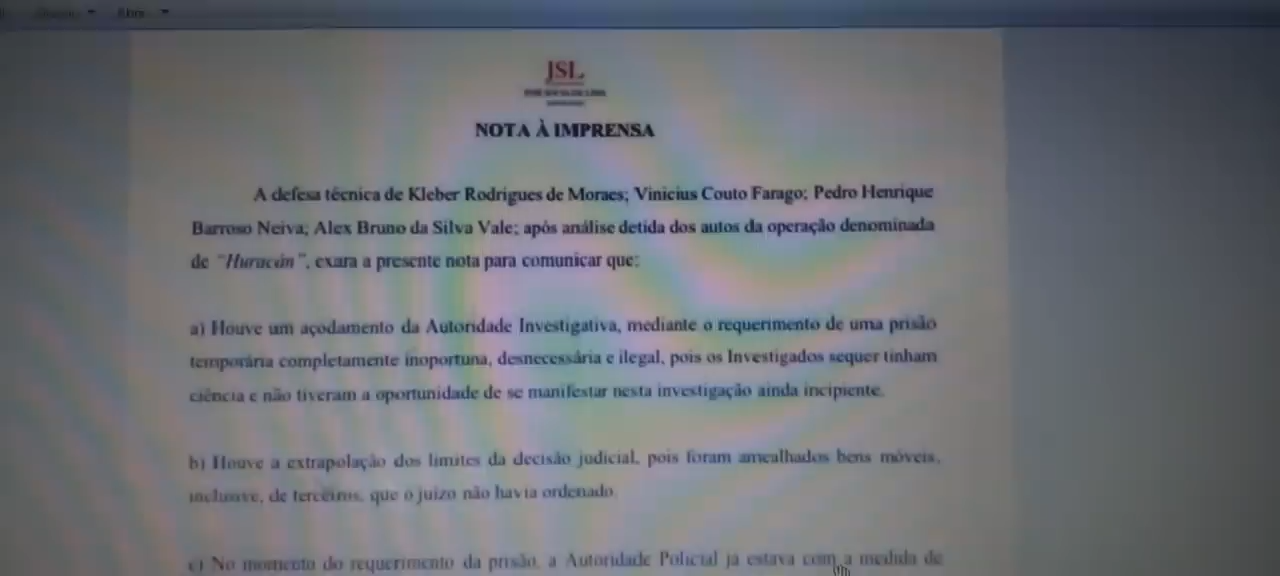 JSL
NOTA À IMPRENSA
A defesa técnica de Kleber Rodrigues de Moraes; Vinicius Couto Farago; Pedro Henrique
Barroso Neiva; Alex Bruno da Silva Vale; após análise detida dos autos da operação denominada
de "Huracán", exara a presente nota para comunicar que:
a) Houve um açodamento da Autoridade Investigativa, mediante o requerimento de uma prisão
temporária completamente inoportuna, desnecessária e ilegal, pois os Investigados sequer tinham
ciência e não tiveram a oportunidade de se manifestar nesta investigação ainda incipiente.
b) Houve a extrapolação dos limites da decisão judicial, pois foram amealhados bens móveis,
inclusive, de terceiros, que o juízo não havia ordenado.
c) No momento do requerimento da prisão, a Autoridade Policial já estava com a medida de